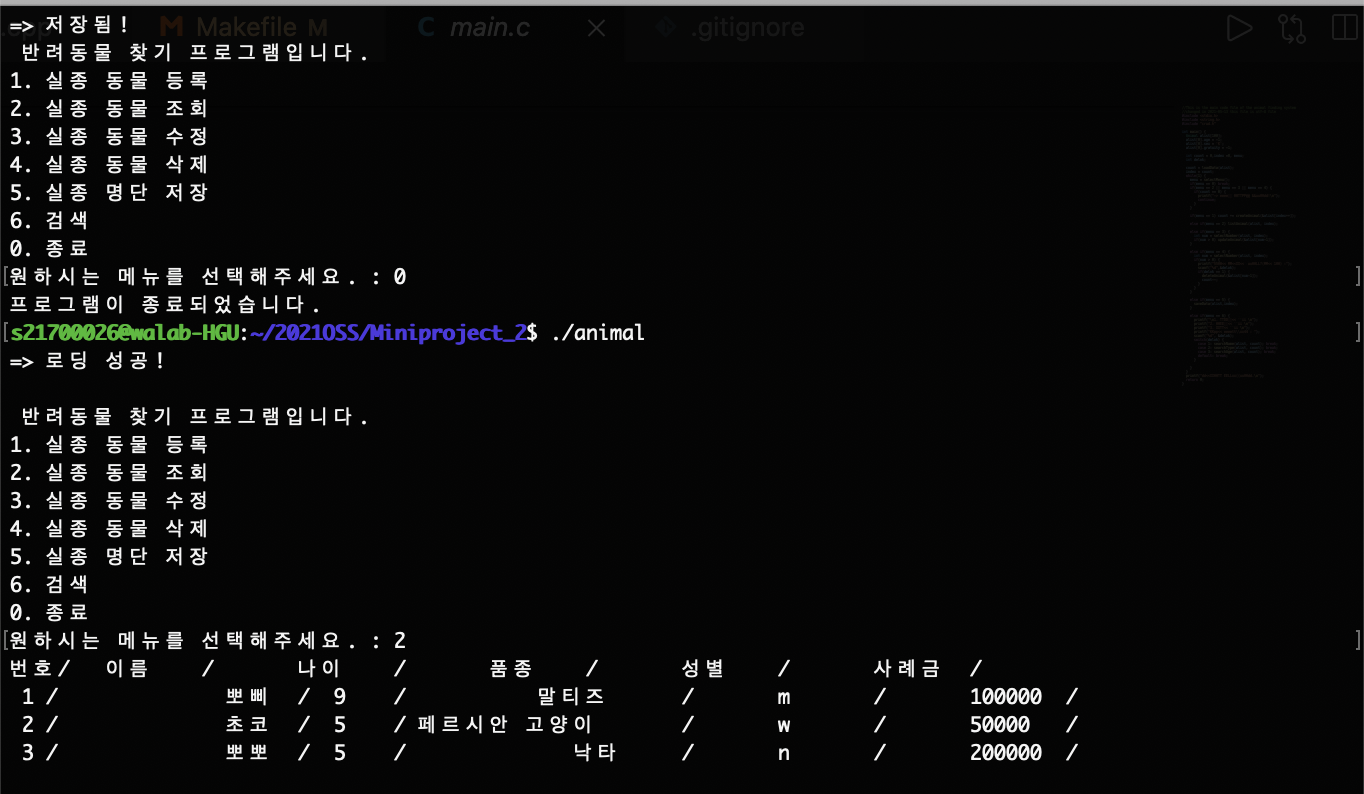 .cpp M Makefile M C main.c .gitignore
=> 저장됨!
반려동물 찾기 프로그램입니다.
1. 실종 동물 등록
2. 실종 동물 조회
3. 실종 동물 수정
4. 실종 동물 삭제
5. 실종 명단 저장
6. 검색
0. 종료
[원하시는 메뉴를 선택해주세요. : 0 ]
프로그램이 종료되었습니다.
[s21700026@walab-HGU:~/2021OSS/Miniproject_2$ ./animal ]
=> 로딩 성공!
반려동물 찾기 프로그램입니다.
1. 실종 동물 등록
2. 실종 동물 조회
3. 실종 동물 수정
4. 실종 동물 삭제
5. 실종 명단 저장
6. 검색
0. 종료
[원하시는 메뉴를 선택해주세요. : 2 ]
번호/ 이름 / 나이 / 품종 / 성별 / 사례금 /
1 / 뽀삐 / 9 / 말티즈 / m / 100000 /
2 / 초코 / 5 / 페르시안 고양이 / w / 50000 /
3 / 뽀뽀 / 5 / 낙타 / n / 200000 /